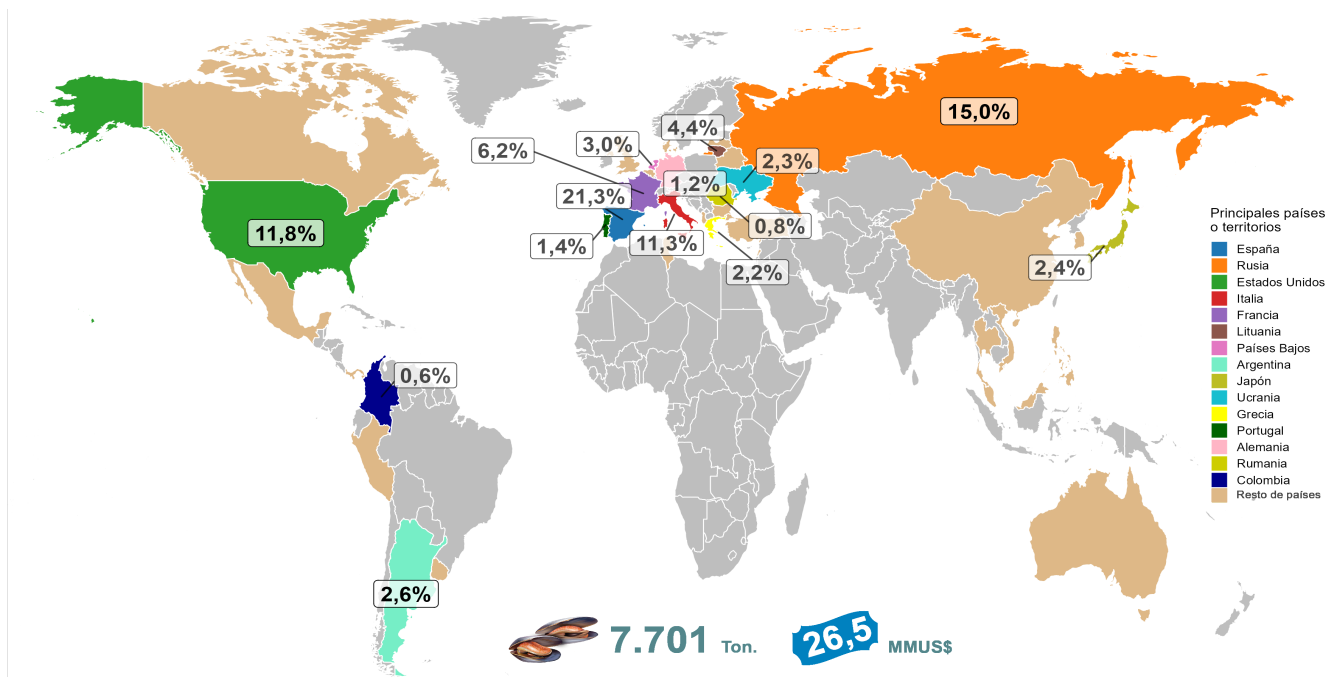 15,0%
4,4%
3,0%
6,2%
2,3%
1,2%
21,3%
0,8%
11,8%
1,4%
11,3%
2,2%
2,4%
0,6%
2,6%
Principales países
o territorios
España
Rusia
Estados Unidos
Italia
Francia
Lituania
Países Bajos
Argentina
Japón
Ucrania
Grecia
Portugal
Alemania
Rumania
Colombia
Resto de países
7.701 Ton.
26,5 MMUS$